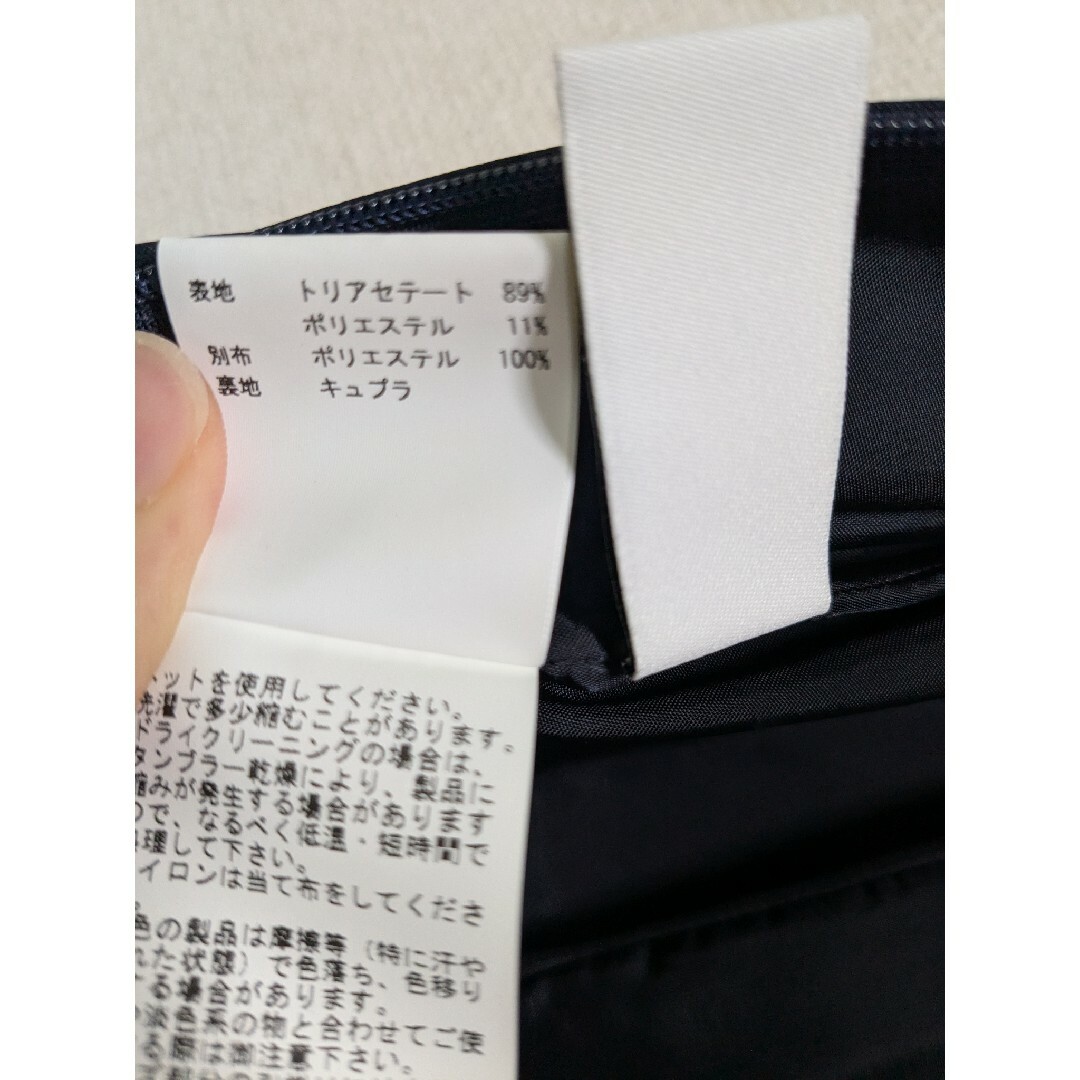 表地 トリアセテート 89%
ポリエステル 11%
別布 ポリエステル 100%
裏地 キュプラ
ットを使用してください。
洗濯で多少縮むことがあります。
ドライクリーニングの場合は、
タンブラー乾燥により、製品に
縮みが発生する場合があります
ので、なるべく低温・短時間で
処理して下さい。
イロンは当て布をしてくださ
色の製品は摩擦等(特に汗や
れた状態)で色落ち、色移り
る場合があります。
淡色系の物と合わせてご使
る際は御注意下さい。